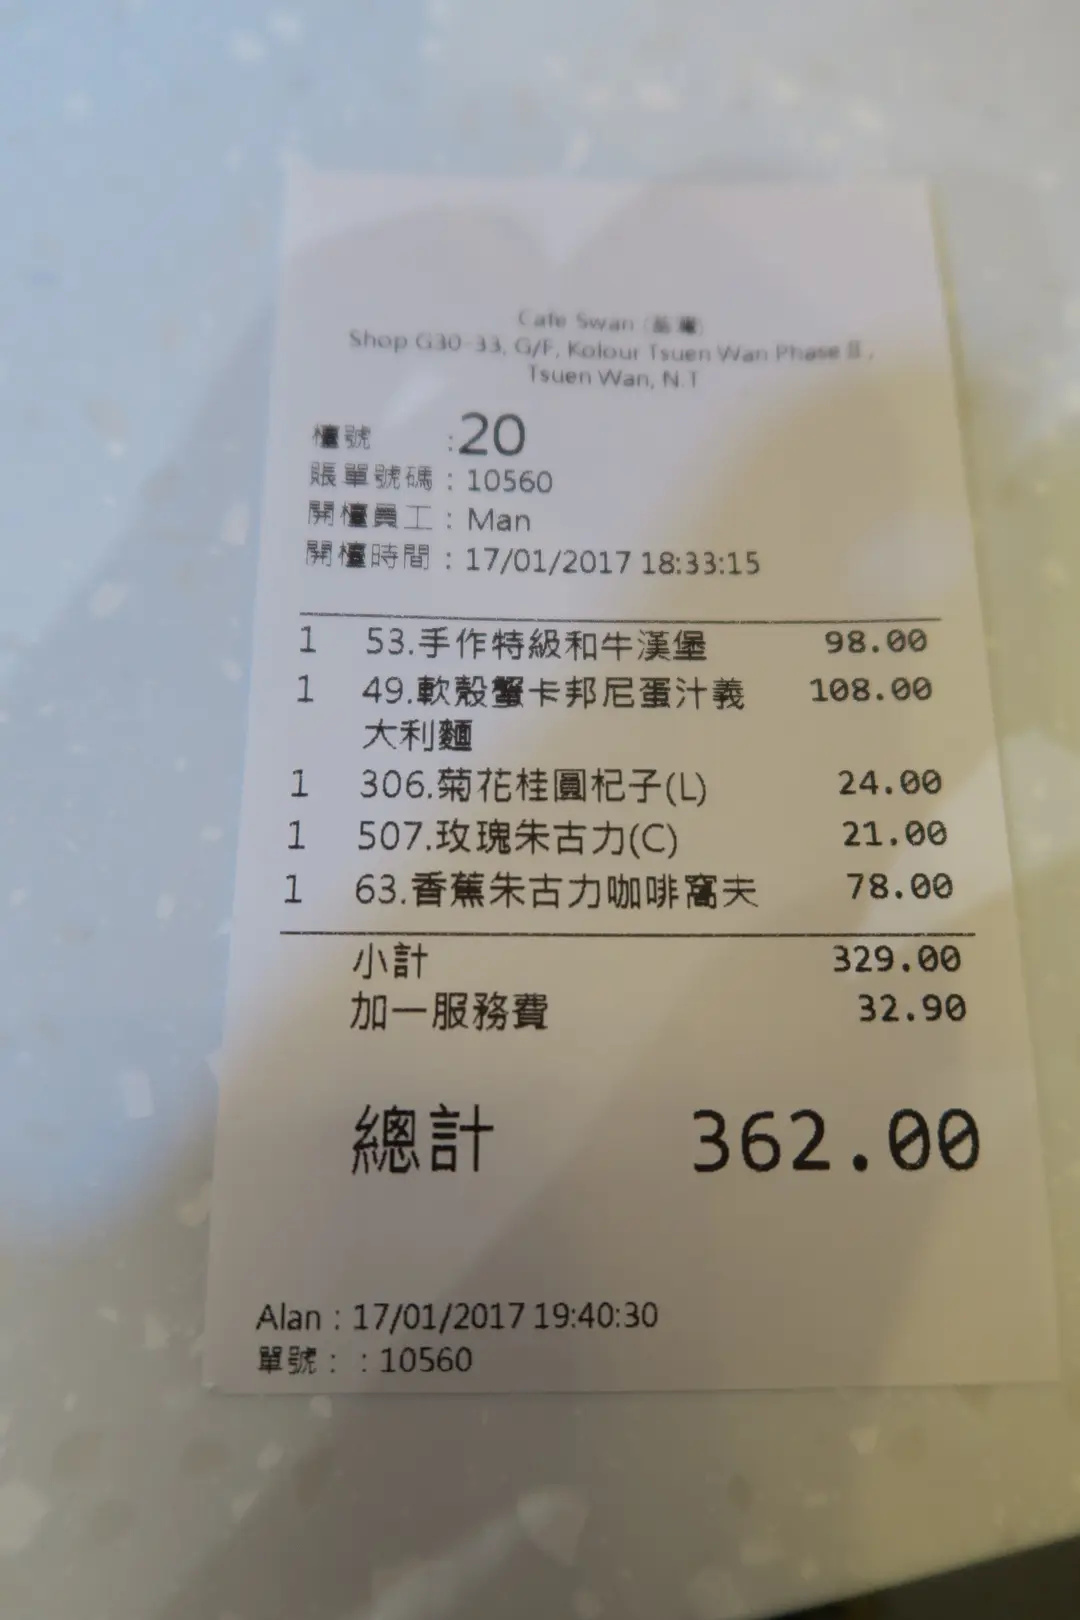 Cafe Swan (荃灣)
Shop G30-33, G/F, Kolour Tsuen Wan Phase II,
Tsuen Wan, N.T
檯號 :20
賬單號碼 : 10560
開檯員工 : Man
開檯時間 : 17/01/2017 18:33:15
1 53.手作特級和牛漢堡 98.00
1 49.軟殼蟹卡邦尼蛋汁義 108.00
大利麵
1 306.菊花桂圓杞子(L) 24.00
1 507.玫瑰朱古力(C) 21.00
1 63.香蕉朱古力咖啡窩夫 78.00
小計 329.00
加一服務費 32.90
總計 362.00
Alan : 17/01/2017 19:40:30
單號： : 10560